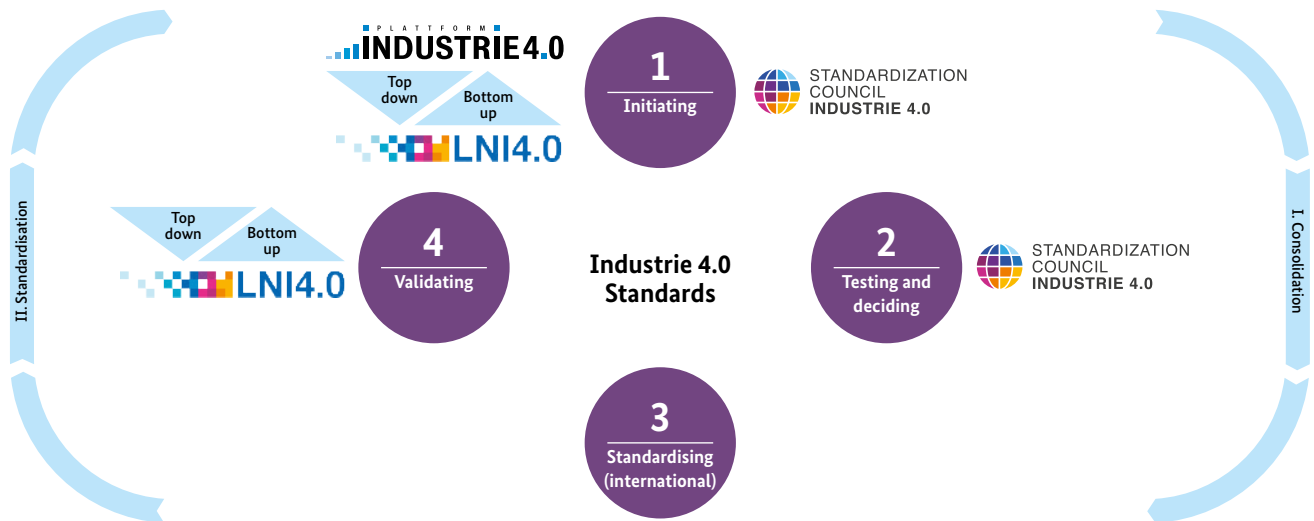 PLATTFORM
INDUSTRIE 4.0
Top
down
Bottom
up
LNI4.0
1
Initiating
STANDARDIZATION
COUNCIL
INDUSTRIE 4.0
II. Standardisation
Top
down
Bottom
up
LNI4.0
4
Validating
Industrie 4.0
Standards
2
Testing and
deciding
STANDARDIZATION
COUNCIL
INDUSTRIE 4.0
I. Consolidation
3
Standardising
(international)